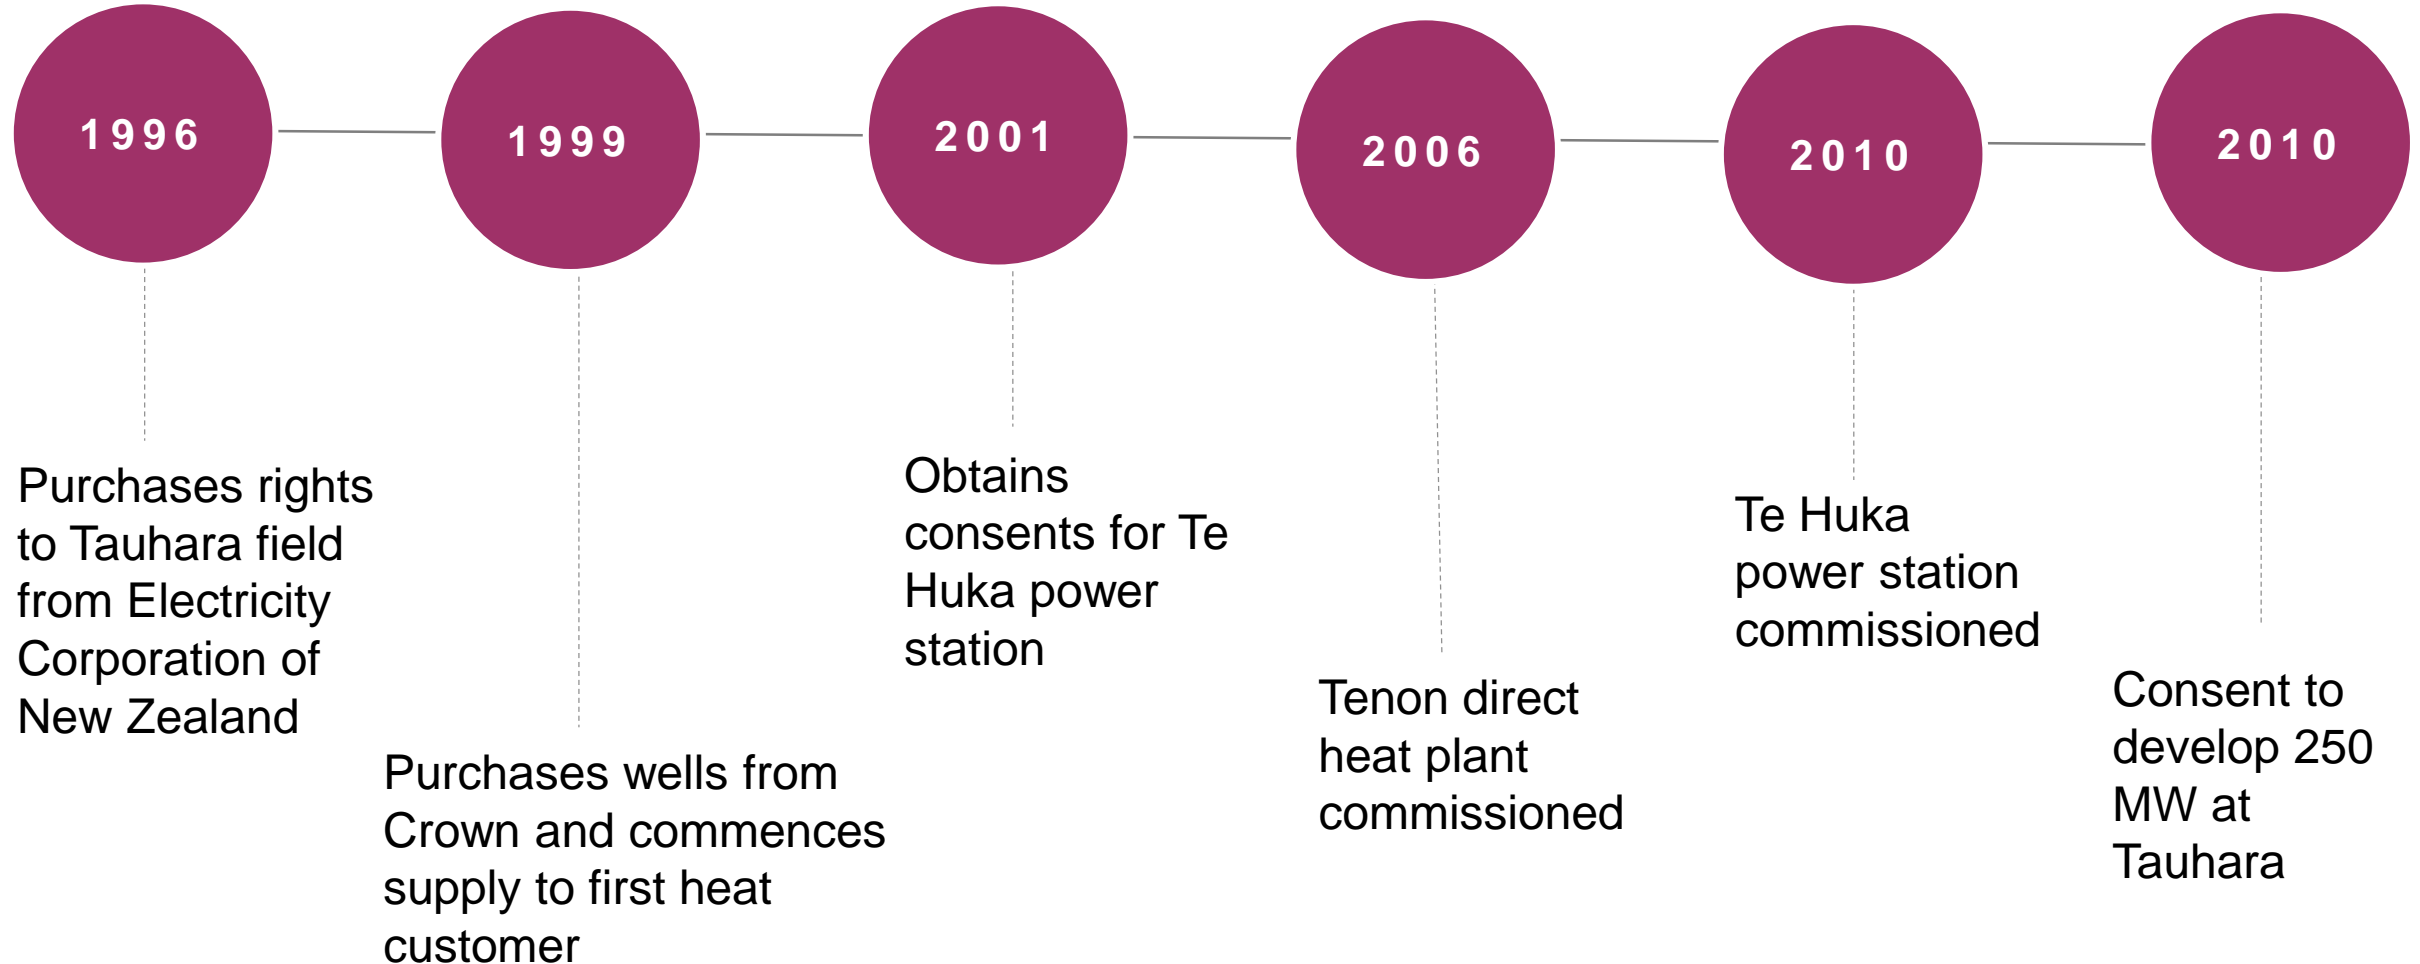 1996
1999
2001
2006
2010
2010
Purchases rights
to Tauhara field
from Electricity
Corporation of
New Zealand
Purchases wells from
Crown and commences
supply to first heat
customer
Obtains
consents for Te
Huka power
station
Tenon direct
heat plant
commissioned
Te Huka
power station
commissioned
Consent to
develop 250
MW at
Tauhara